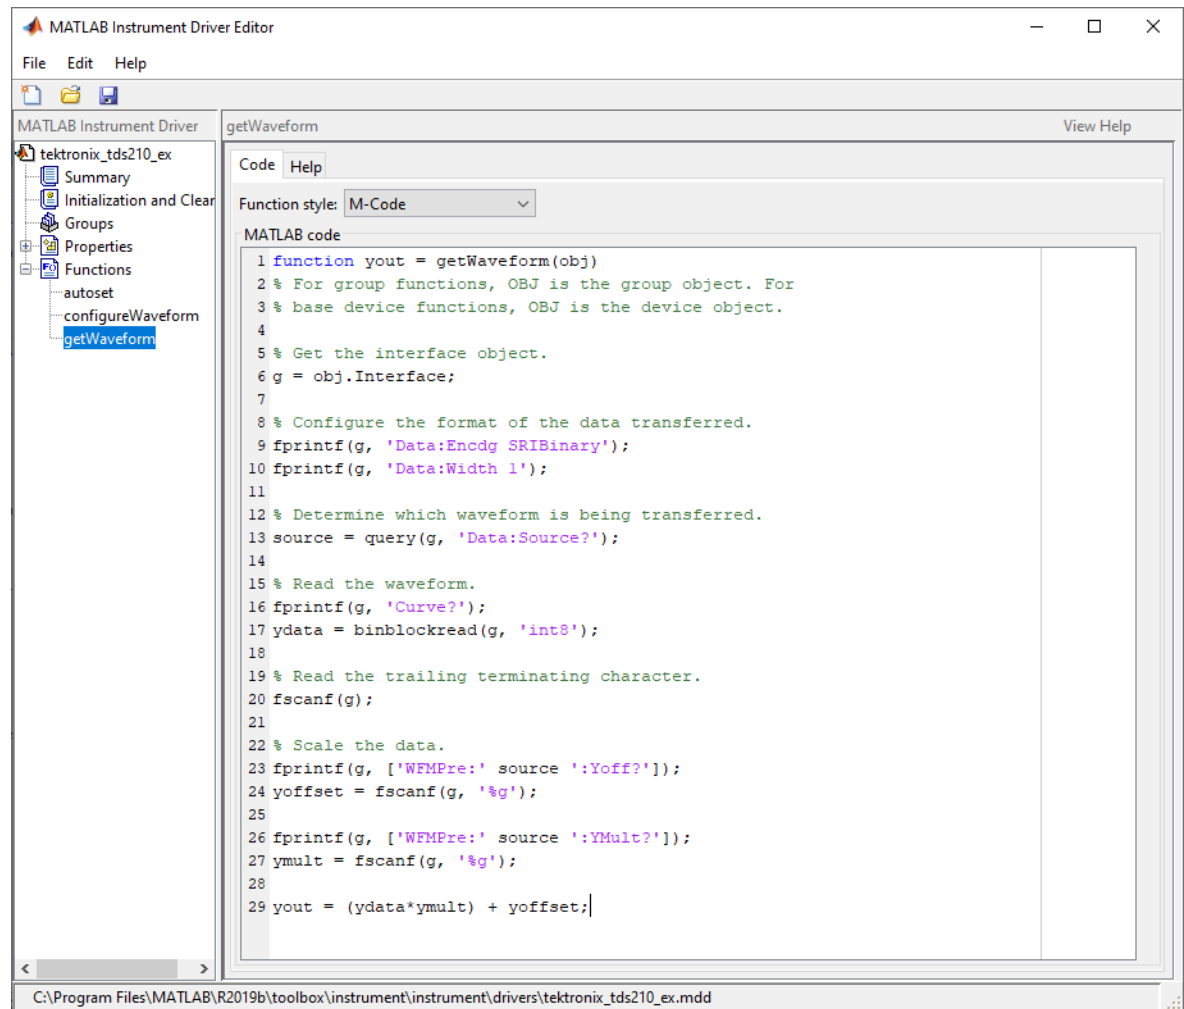 MATLAB Instrument Driver Editor
File Edit Help
MATLAB Instrument Driver
getWaveform
View Help
tektronix_tds210_ex
Summary
Initialization and Clear
Groups
Properties
Functions
autoset
configureWaveform
getWaveform
Code Help
Function style: M-Code
MATLAB code
1 function yout = getWaveform(obj)
2 % For group functions, OBJ is the group object. For
3 % base device functions, OBJ is the device object.
4
5 % Get the interface object.
6 g = obj.Interface;
7
8 % Configure the format of the data transferred.
9 fprintf(g, 'Data:Encdg SRIBinary');
10 fprintf(g, 'Data:Width 1');
11
12 % Determine which waveform is being transferred.
13 source = query(g, 'Data:Source?');
14
15 % Read the waveform.
16 fprintf(g, 'Curve?');
17 ydata = binblockread(g, 'int8');
18
19 % Read the trailing terminating character.
20 fscanf(g);
21
22 % Scale the data.
23 fprintf(g, ['WFMPre:' source ':Yoff?']);
24 yoffset = fscanf(g, '%g');
25
26 fprintf(g, ['WFMPre:' source ':YMult?']);
27 ymult = fscanf(g, '%g');
28
29 yout = (ydata*ymult) + yoffset;
C:\Program Files\MATLAB\R2019b\toolbox\instrument\instrument\drivers\tektronix_tds210_ex.mdd